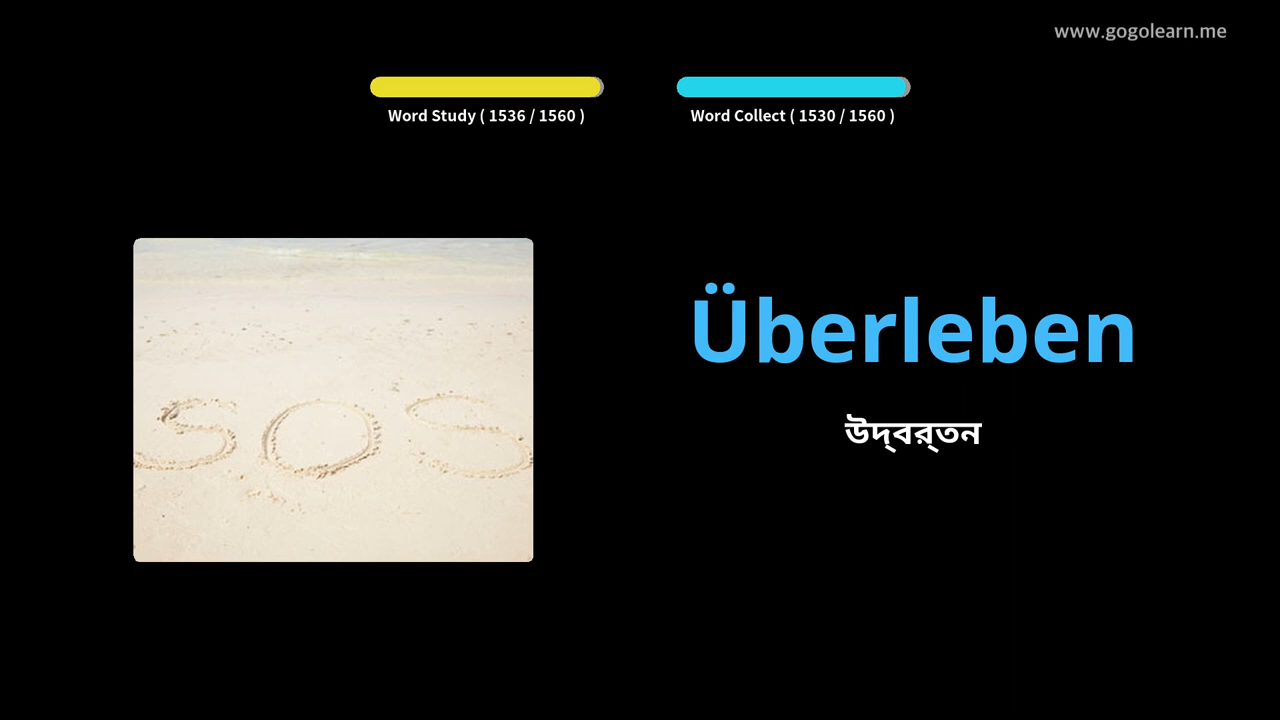 www.gogolearn.me
Word Study ( 1536 / 1560 )
Word Collect ( 1530 / 1560 )
SOS
Überleben
উদ্‌বর্‌তন